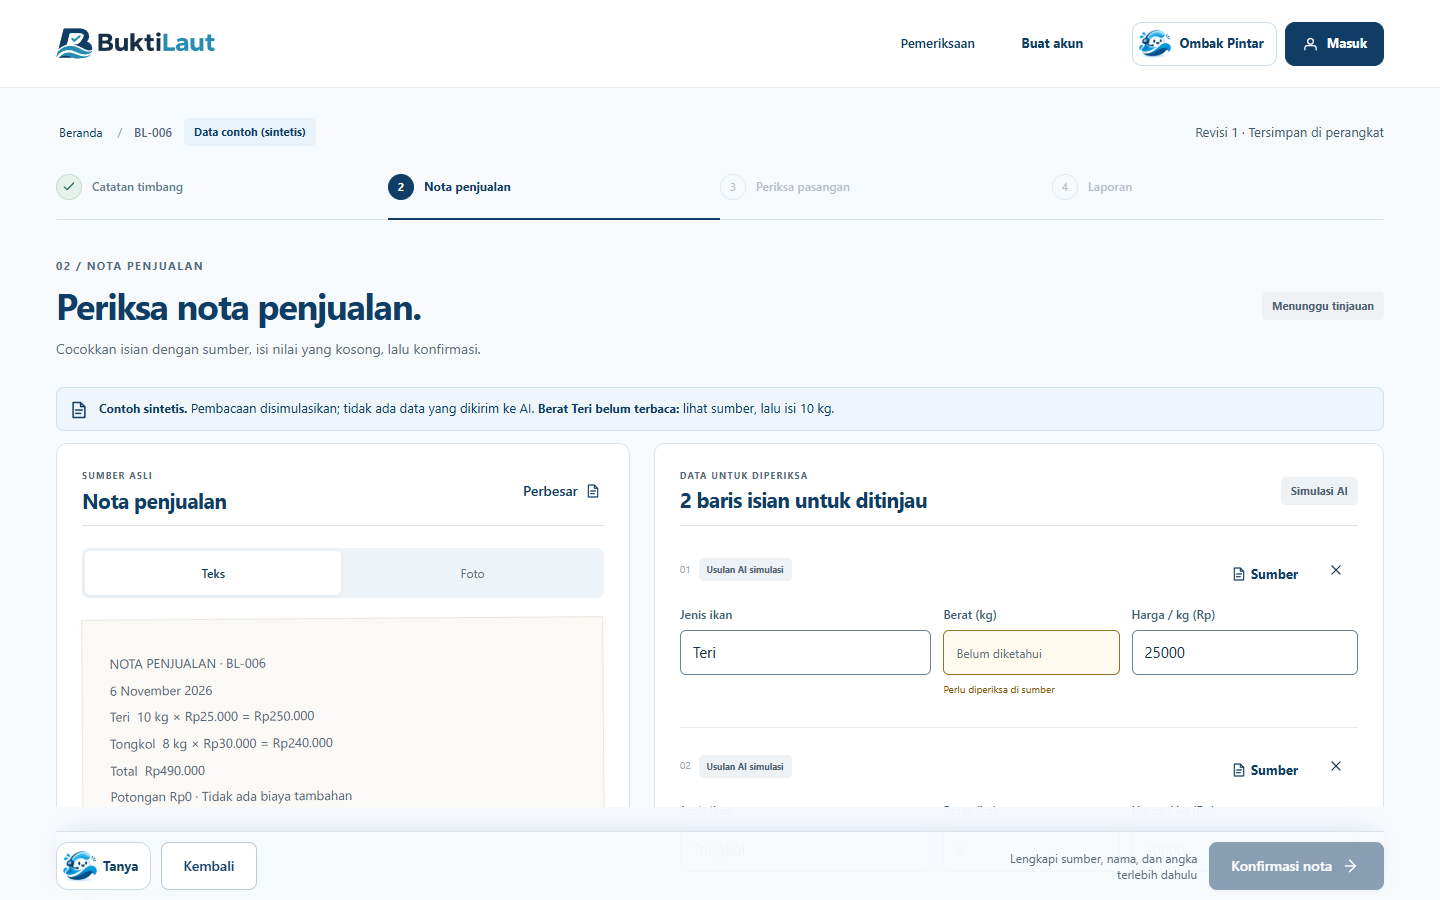 BuktiLaut
Pemeriksaan
Buat akun
Ombak Pintar
Masuk
Beranda / BL-006 Data contoh (sintetis)
Revisi 1 · Tersimpan di perangkat
Catatan timbang
2 Nota penjualan
3 Periksa pasangan
4 Laporan
02 / NOTA PENJUALAN
Periksa nota penjualan.
Menunggu tinjauan
Cocokkan isian dengan sumber, isi nilai yang kosong, lalu konfirmasi.
Contoh sintetis. Pembacaan disimulasikan; tidak ada data yang dikirim ke AI. Berat Teri belum terbaca: lihat sumber, lalu isi 10 kg.
SUMBER ASLI
Nota penjualan
Perbesar
Teks
Foto
NOTA PENJUALAN · BL-006
6 November 2026
Teri 10 kg × Rp25.000 = Rp250.000
Tongkol 8 kg × Rp30.000 = Rp240.000
Total Rp490.000
Potongan Rp0 · Tidak ada biaya tambahan
DATA UNTUK DIPERIKSA
2 baris isian untuk ditinjau
Simulasi AI
01 Usulan AI simulasi
Sumber
Jenis ikan
Berat (kg)
Harga / kg (Rp)
Teri
Belum diketahui
25000
Perlu diperiksa di sumber
02 Usulan AI simulasi
Sumber
Tanya
Kembali
Lengkapi sumber, nama, dan angka
terlebih dahulu
Konfirmasi nota